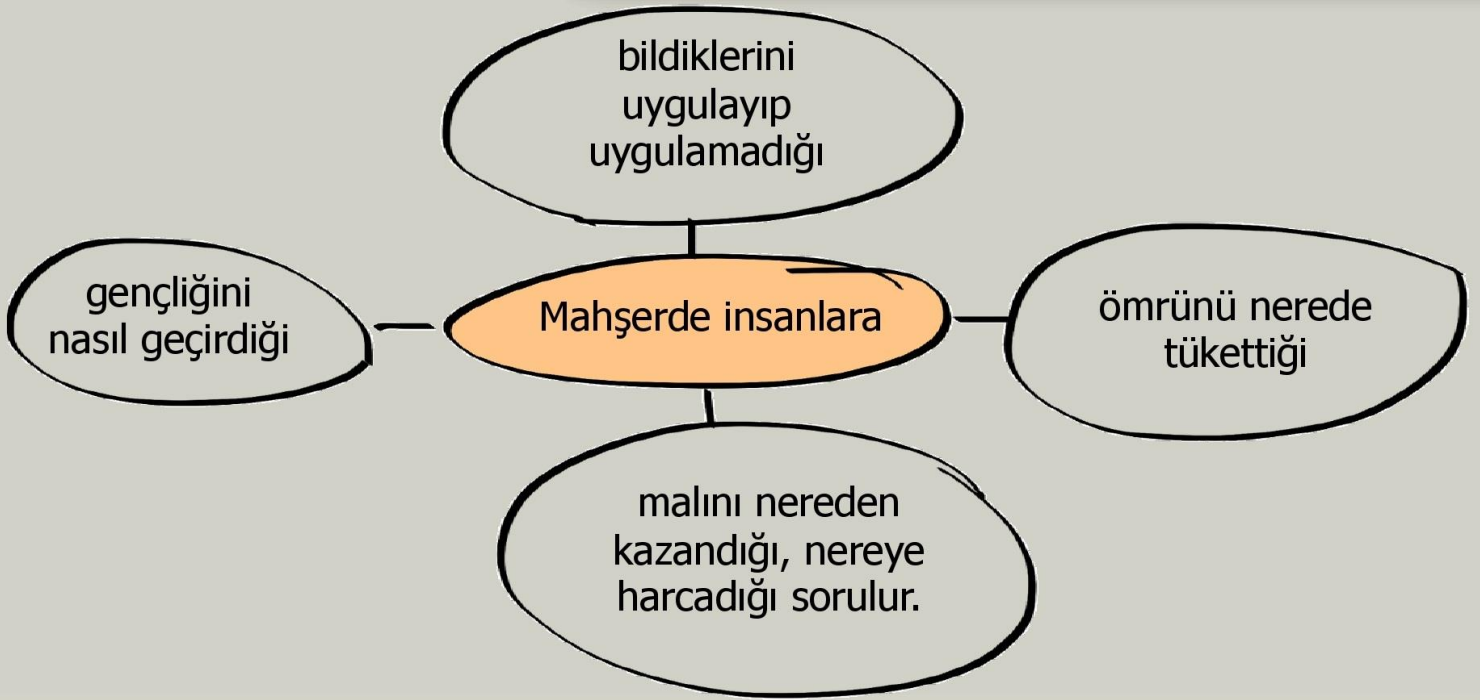 bildiklerini
uygulayıp
uygulamadığı
gençliğini
nasıl geçirdiği
Mahşerde insanlara
ömrünü nerede
tükettiği
malını nereden
kazandığı, nereye
harcadığı sorulur.